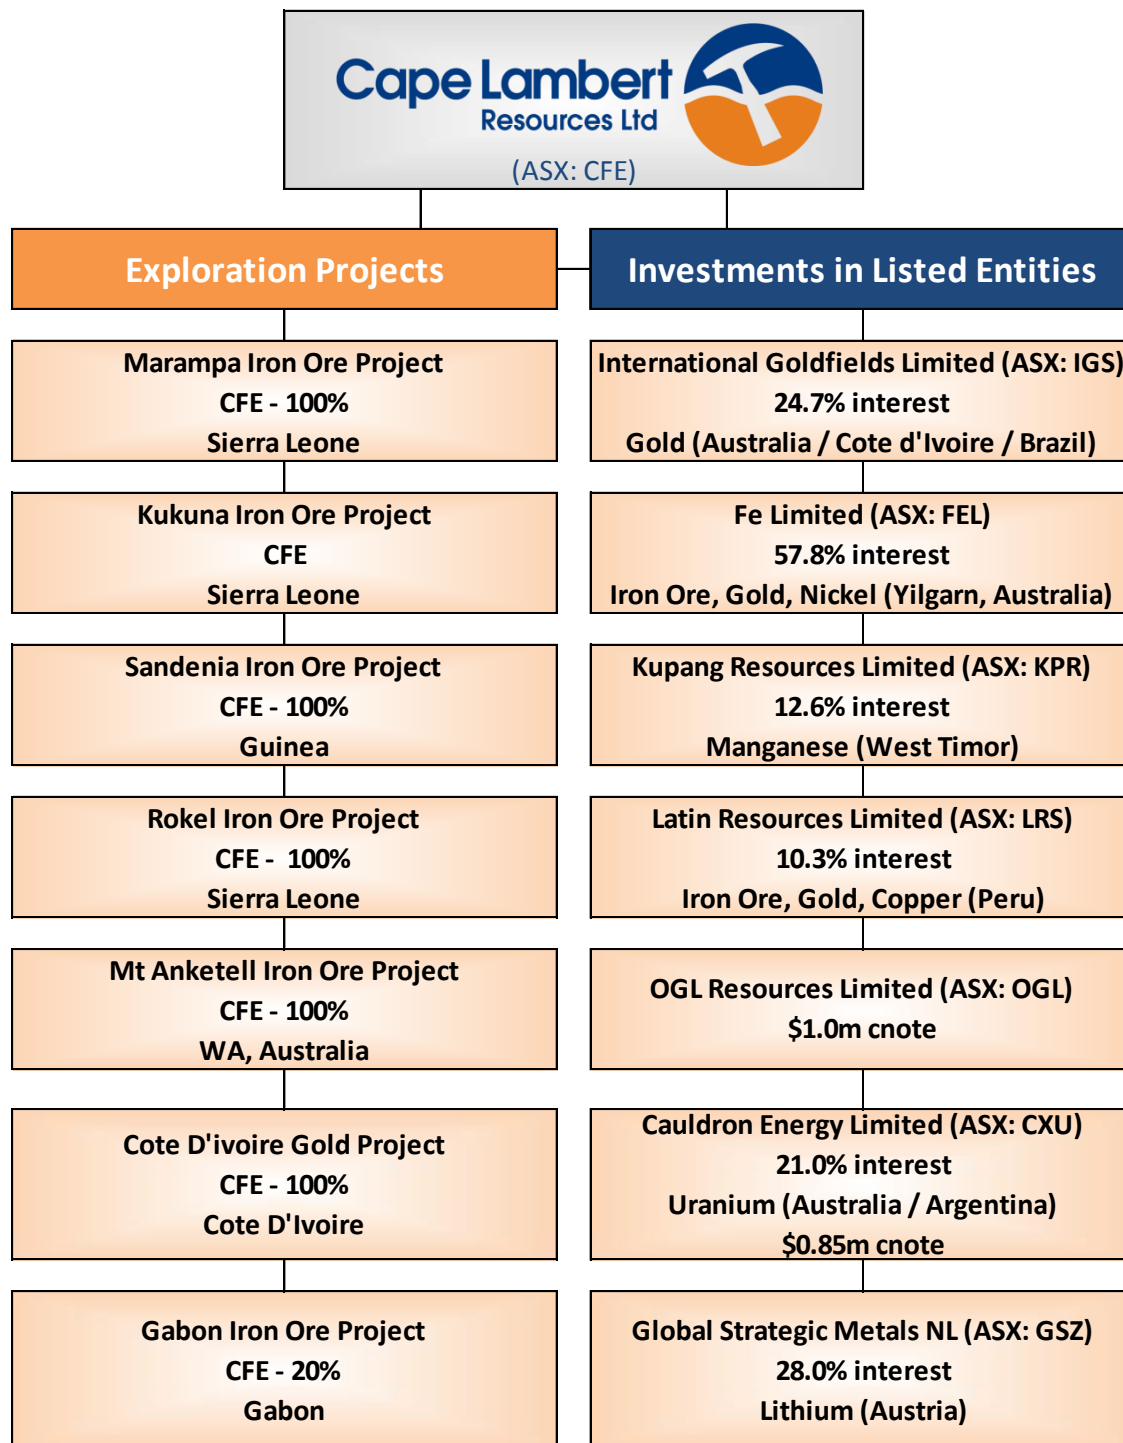 Cape Lambert
Resources Ltd
(ASX: CFE)
Exploration Projects
Marampa Iron Ore Project
CFE - 100%
Sierra Leone
Kukuna Iron Ore Project
CFE
Sierra Leone
Sandenia Iron Ore Project
CFE - 100%
Guinea
Rokel Iron Ore Project
CFE -  100%
Sierra Leone
Mt Anketell Iron Ore Project
CFE - 100%
WA, Australia
Cote D'ivoire Gold Project
CFE - 100%
Cote D'Ivoire
Gabon Iron Ore Project
CFE - 20%
Gabon
Investments in Listed Entities
International Goldfields Limited (ASX: IGS)
24.7% interest
Gold (Australia / Cote d'Ivoire / Brazil)
Fe Limited (ASX: FEL)
57.8% interest
Iron Ore, Gold, Nickel (Yilgarn, Australia)
Kupang Resources Limited (ASX: KPR)
12.6% interest
Manganese (West Timor)
Latin Resources Limited (ASX: LRS)
10.3% interest
Iron Ore, Gold, Copper (Peru)
OGL Resources Limited (ASX: OGL)
$1.0m cnote
Cauldron Energy Limited (ASX: CXU)
21.0% interest
Uranium (Australia / Argentina)
$0.85m cnote
Global Strategic Metals NL (ASX: GSZ)
28.0% interest
Lithium (Austria)